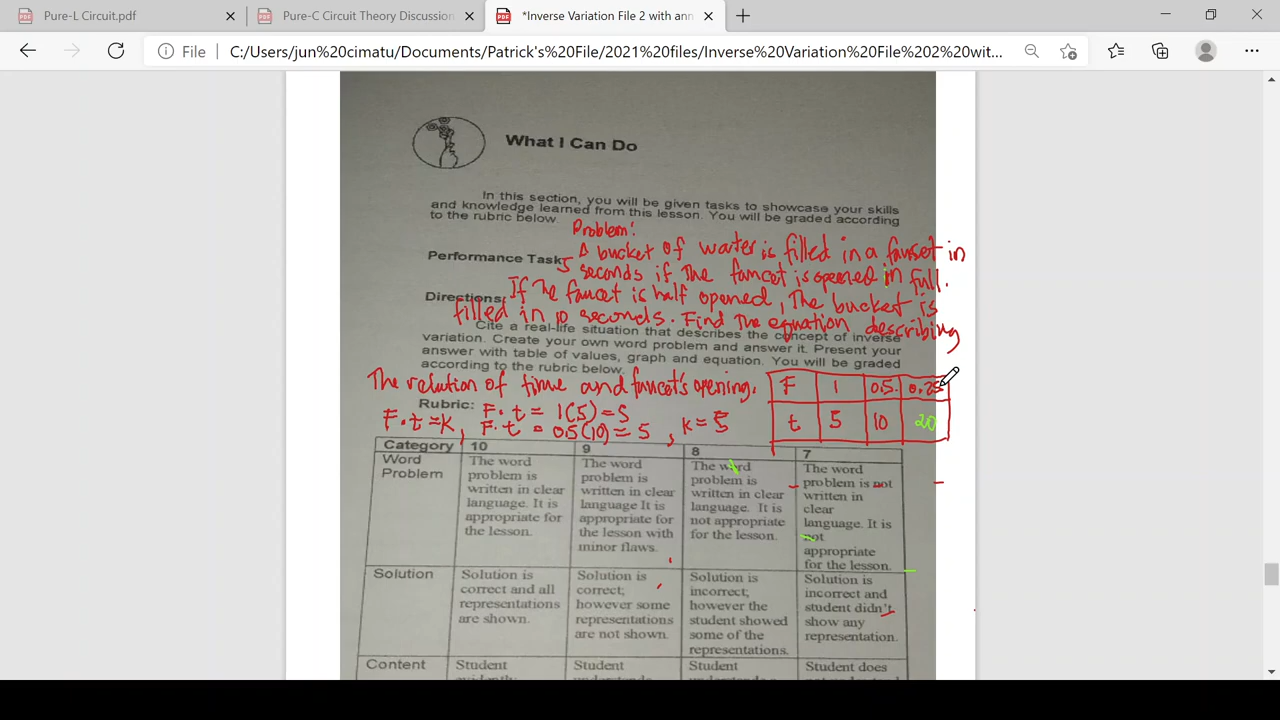 Pure-L Circuit.pdf
Pure-C Circuit Theory Discussion
*Inverse Variation File 2 with ann
File
C:/Users/jun%20cimatu/Documents/Patrick's%20File/2021%20files/Inverse%20Variation%20File%202%20wit...
What I Can Do
In this section, you will be given tasks to showcase your skills
and knowledge learned from this lesson. You will be graded according
to the rubric below.
Problem:
A bucket of water is filled in a fauset in
Performance Task
5 seconds if the faucet is opened in full.
If the faucet is half opened, the bucket is
Directions
filled in 10 seconds. Find the equation describing
Cite a real-life situation that describes the concept of inverse
variation. Create your own word problem and answer it. Present your
answer with table of values, graph and equation. You will be graded
according to the rubric below.
The relation of time and faucet's opening.
F 1 0.5 0.25
t 5 10 20
Rubric:
F·t = 1(5) = 5
F·t = K, F·t = 0.5(10) = 5, K = 5
Category 10 9 8 7
Word
Problem
The word
problem is
written in clear
language. It is
appropriate for
the lesson.
The word
problem is
written in clear
language It is
appropriate for
the lesson with
minor flaws.
The word
problem is
written in clear
language. It is
not appropriate
for the lesson.
The word
problem is not
written in
clear
language. It is
not
appropriate
for the lesson.
Solution
Solution is
correct and all
representations
are shown.
Solution is
correct;
however some
representations
are not shown.
Solution is
incorrect;
however the
student showed
some of the
representations.
Solution is
incorrect and
student didn't
show any
representation.
Content
Student
Student
Student
Student does